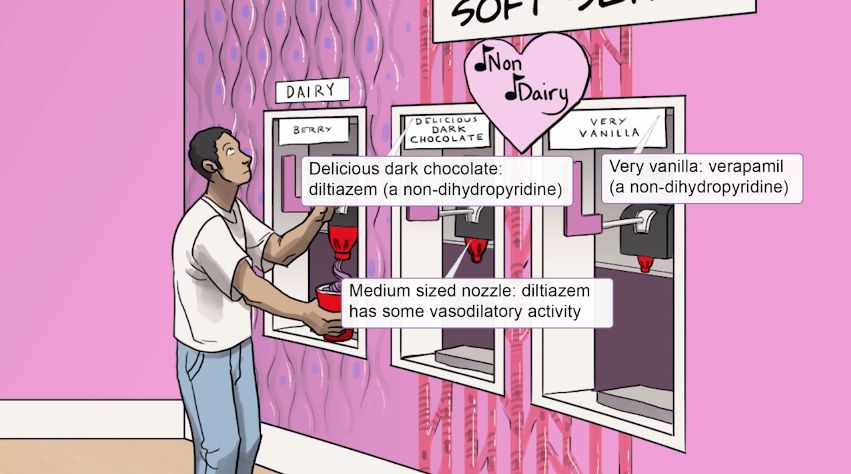 SOFT
Non
Dairy
DAIRY
BERRY
DELICIOUS
DARK
CHOCOLATE
VERY
VANILLA
Delicious dark chocolate:
diltiazem (a non-dihydropyridine)
Very vanilla: verapamil
(a non-dihydropyridine)
Medium sized nozzle: diltiazem
has some vasodilatory activity